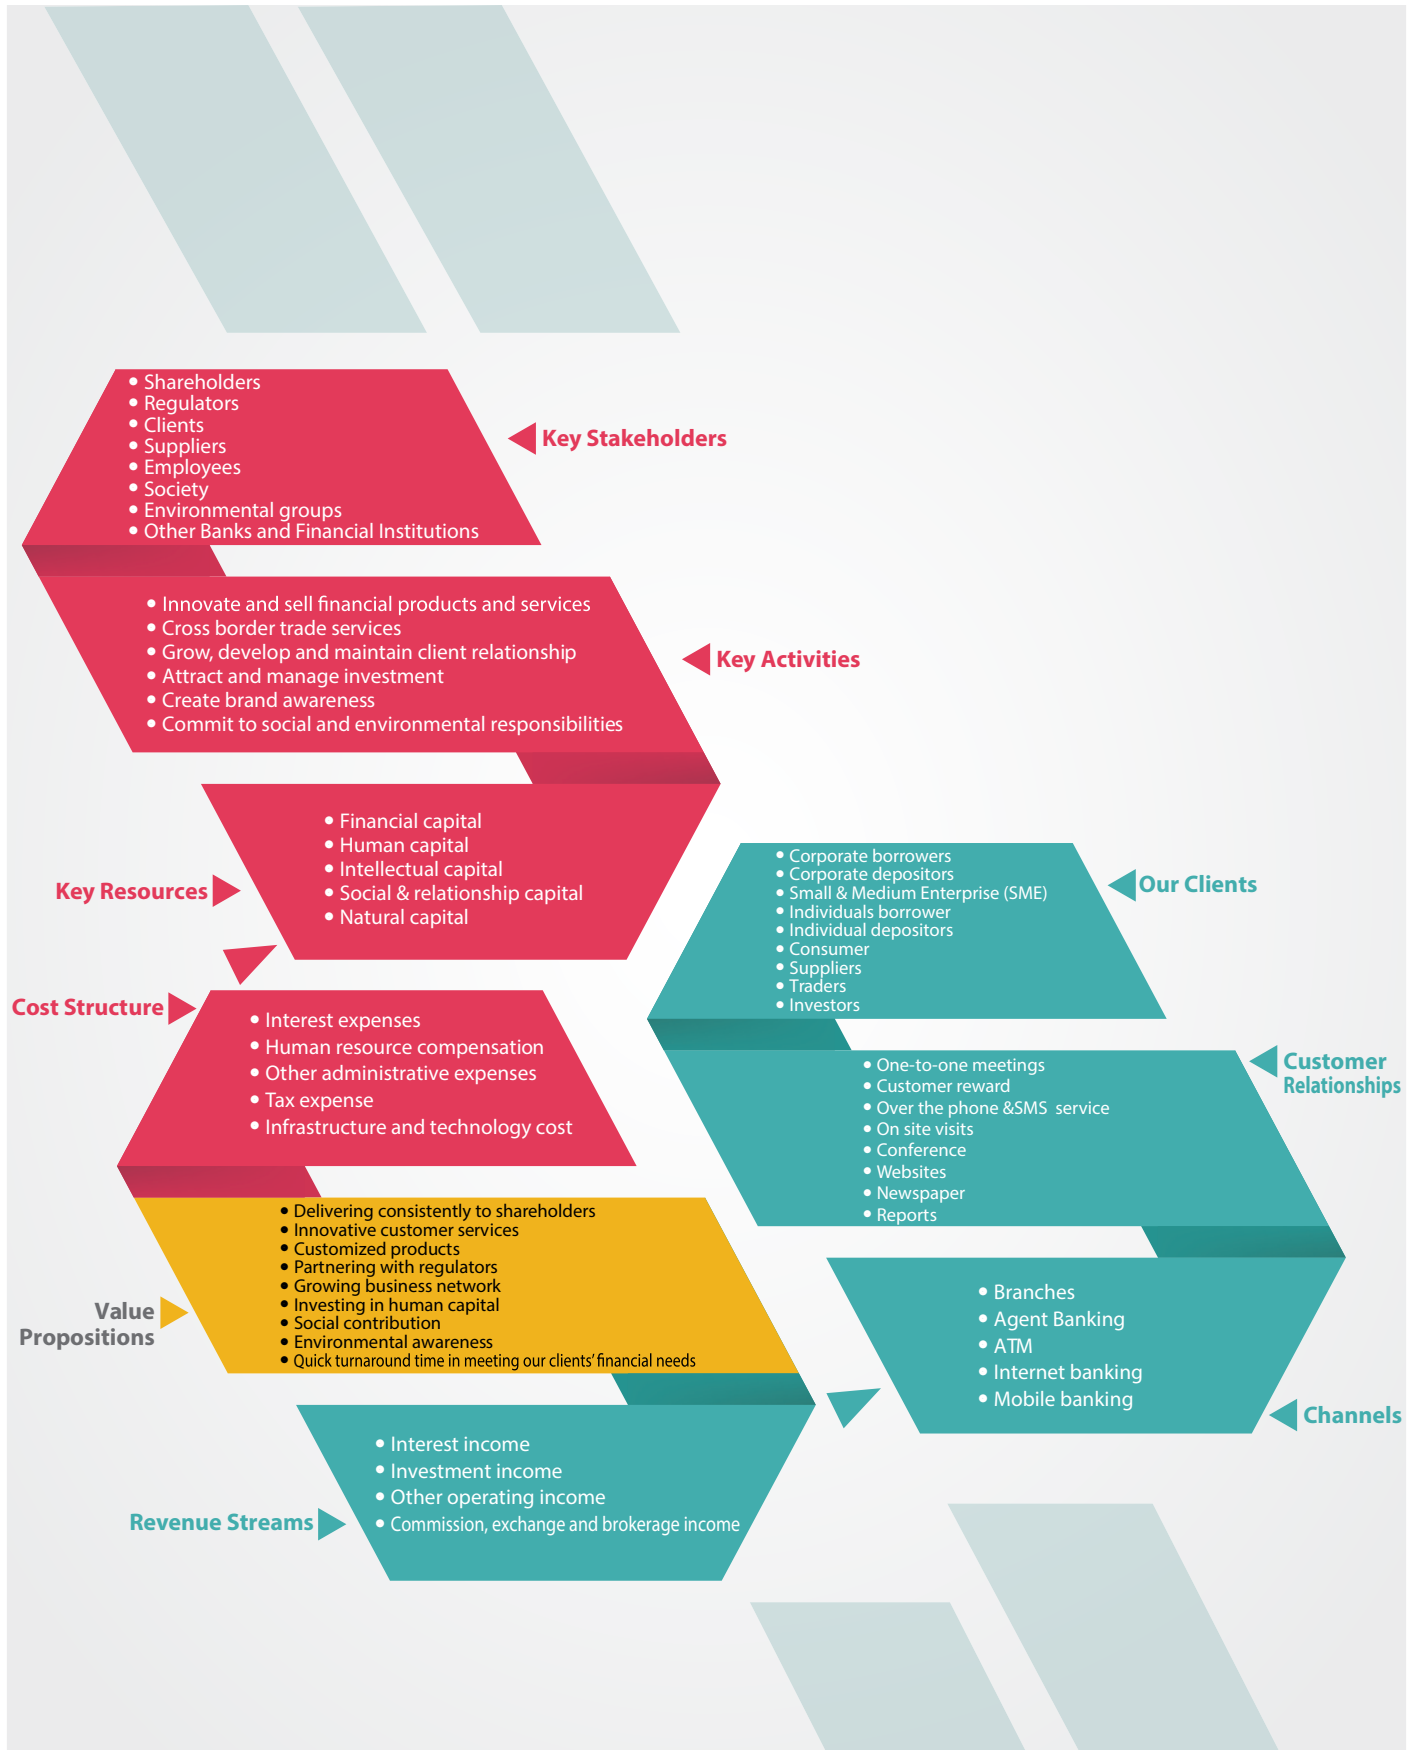 • Shareholders
• Regulators
• Clients
• Suppliers
• Employees
• Society
• Environmental groups
• Other Banks and Financial Institutions
Key Stakeholders
• Innovate and sell financial products and services
• Cross border trade services
• Grow, develop and maintain client relationship
• Attract and manage investment
• Create brand awareness
• Commit to social and environmental responsibilities
Key Activities
Key Resources
• Financial capital
• Human capital
• Intellectual capital
• Social & relationship capital
• Natural capital
Cost Structure
• Interest expenses
• Human resource compensation
• Other administrative expenses
• Tax expense
• Infrastructure and technology cost
Value
Propositions
• Delivering consistently to shareholders
• Innovative customer services
• Customized products
• Partnering with regulators
• Growing business network
• Investing in human capital
• Social contribution
• Environmental awareness
• Quick turnaround time in meeting our clients' financial needs
Revenue Streams
• Interest income
• Investment income
• Other operating income
• Commission, exchange and brokerage income
• Corporate borrowers
• Corporate depositors
• Small & Medium Enterprise (SME)
• Individuals borrower
• Individual depositors
• Consumer
• Suppliers
• Traders
• Investors
Our Clients
• One-to-one meetings
• Customer reward
• Over the phone &SMS service
• On site visits
• Conference
• Websites
• Newspaper
• Reports
Customer
Relationships
• Branches
• Agent Banking
• ATM
• Internet banking
• Mobile banking
Channels